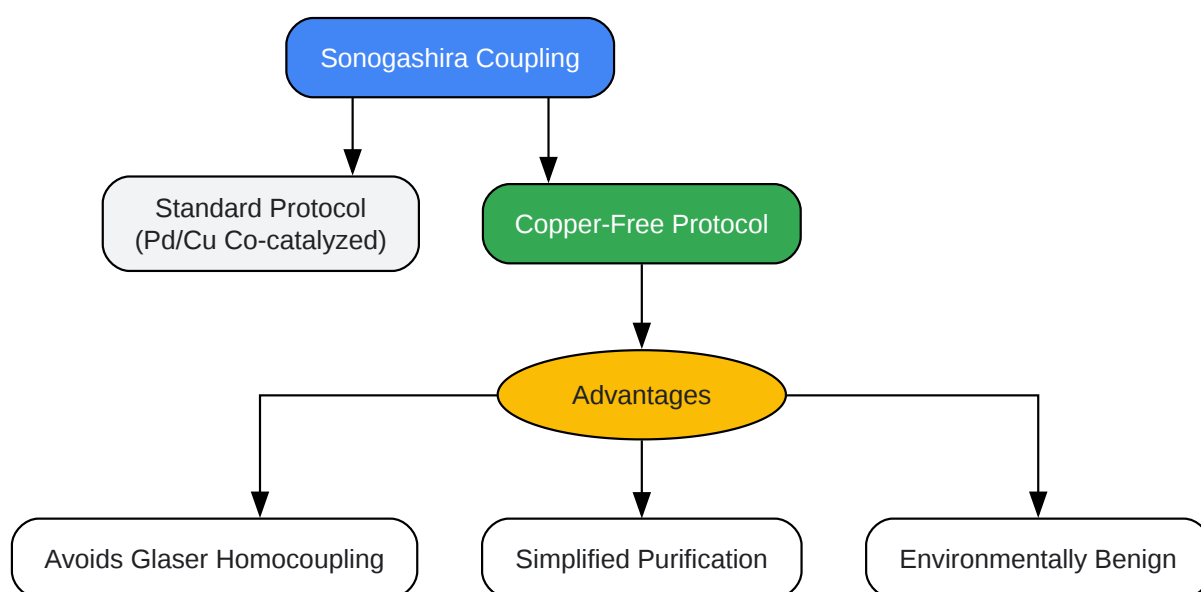 Sonogashira Coupling
Standard Protocol
(Pd/Cu Co-catalyzed)
Copper-Free Protocol
Advantages
Avoids Glaser Homocoupling
Simplified Purification
Environmentally Benign